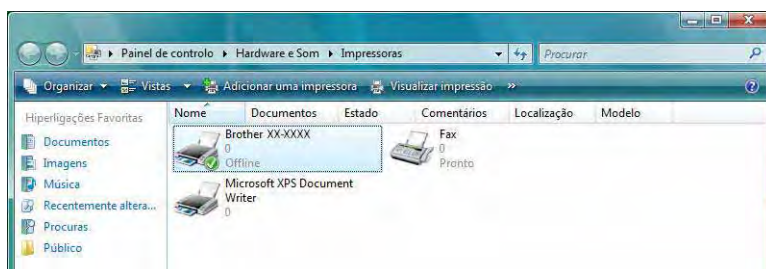 Painel de controlo ▸ Hardware e Som ▸ Impressoras
Procurar
Organizar Vistas Adicionar uma impressora Visualizar impressão »
Hiperligações Favoritas
Documentos
Imagens
Música
Recentemente altera...
Procuras
Público
Nome Documentos Estado Comentários Localização Modelo
Brother XX-XXXX
0
Offline
Fax
0
Pronto
Microsoft XPS Document
Writer
0